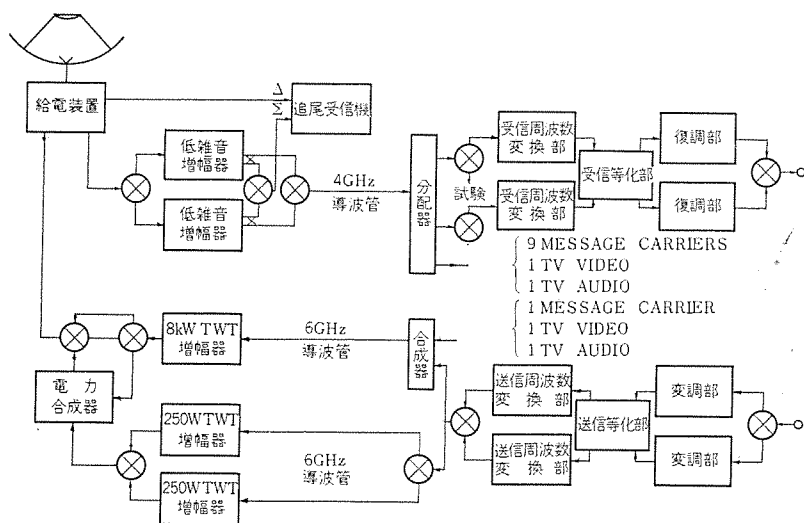 給電装置
Δ
Σ
追尾受信機
低雑音
増幅器
低雑音
増幅器
4GHz
導波管
分配器
試験
受信周波数
変換部
受信周波数
変換部
受信等化部
復調部
復調部
9 MESSAGE CARRIERS
1 TV VIDEO
1 TV AUDIO
1 MESSAGE CARRIER
1 TV VIDEO
1 TV AUDIO
8kW TWT
増幅器
6GHz
導波管
合成器
電力
合成器
250W TWT
増幅器
250W TWT
増幅器
6GHz
導波管
送信周波数
変換部
送信周波数
変換部
送信等化部
変調部
変調部